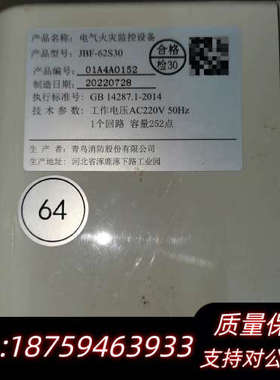 产品名称: 电气火灾监控设备
产品型号: JBF-62S30
合格
检30
产品编号: 01A4A0152
制造日期: 20220728
执行标准号: GB 14287.1-2014
技术参数: 工作电压AC220V 50Hz
1个回路 容量252点
生产者: 青鸟消防股份有限公司
生产地址: 河北省涿鹿涿下路工业园
64
质量保
:18759463933
支持对公